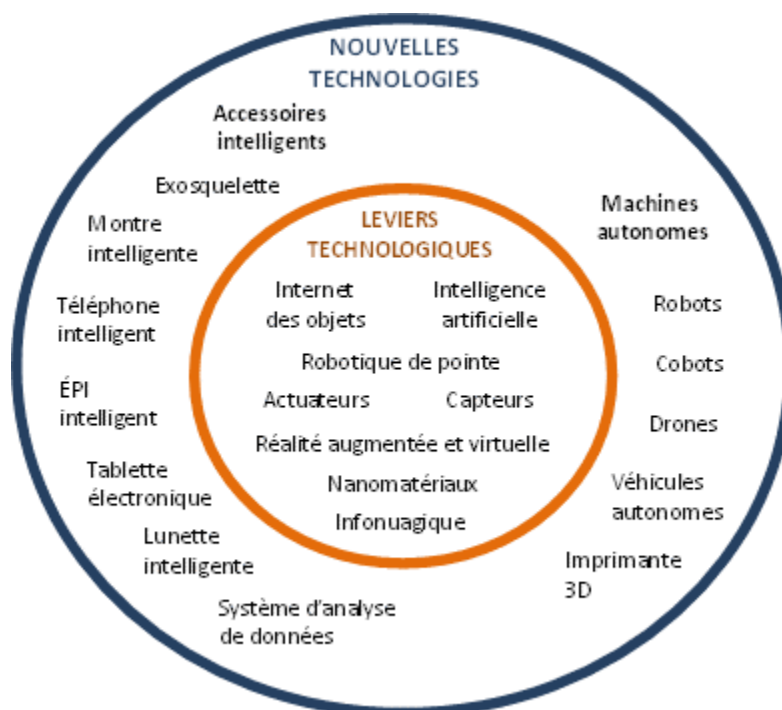 NOUVELLES
TECHNOLOGIES
Accessoires
intelligents
Exosquelette
Montre
intelligente
Téléphone
intelligent
ÉPI
intelligent
Tablette
électronique
Lunette
intelligente
Système d'analyse
de données
LEVIERS
TECHNOLOGIQUES
Internet
des objets
Intelligence
artificielle
Robotique de pointe
Actuateurs
Capteurs
Réalité augmentée et virtuelle
Nanomatériaux
Infonuagique
Machines
autonomes
Robots
Cobots
Drones
Véhicules
autonomes
Imprimante
3D